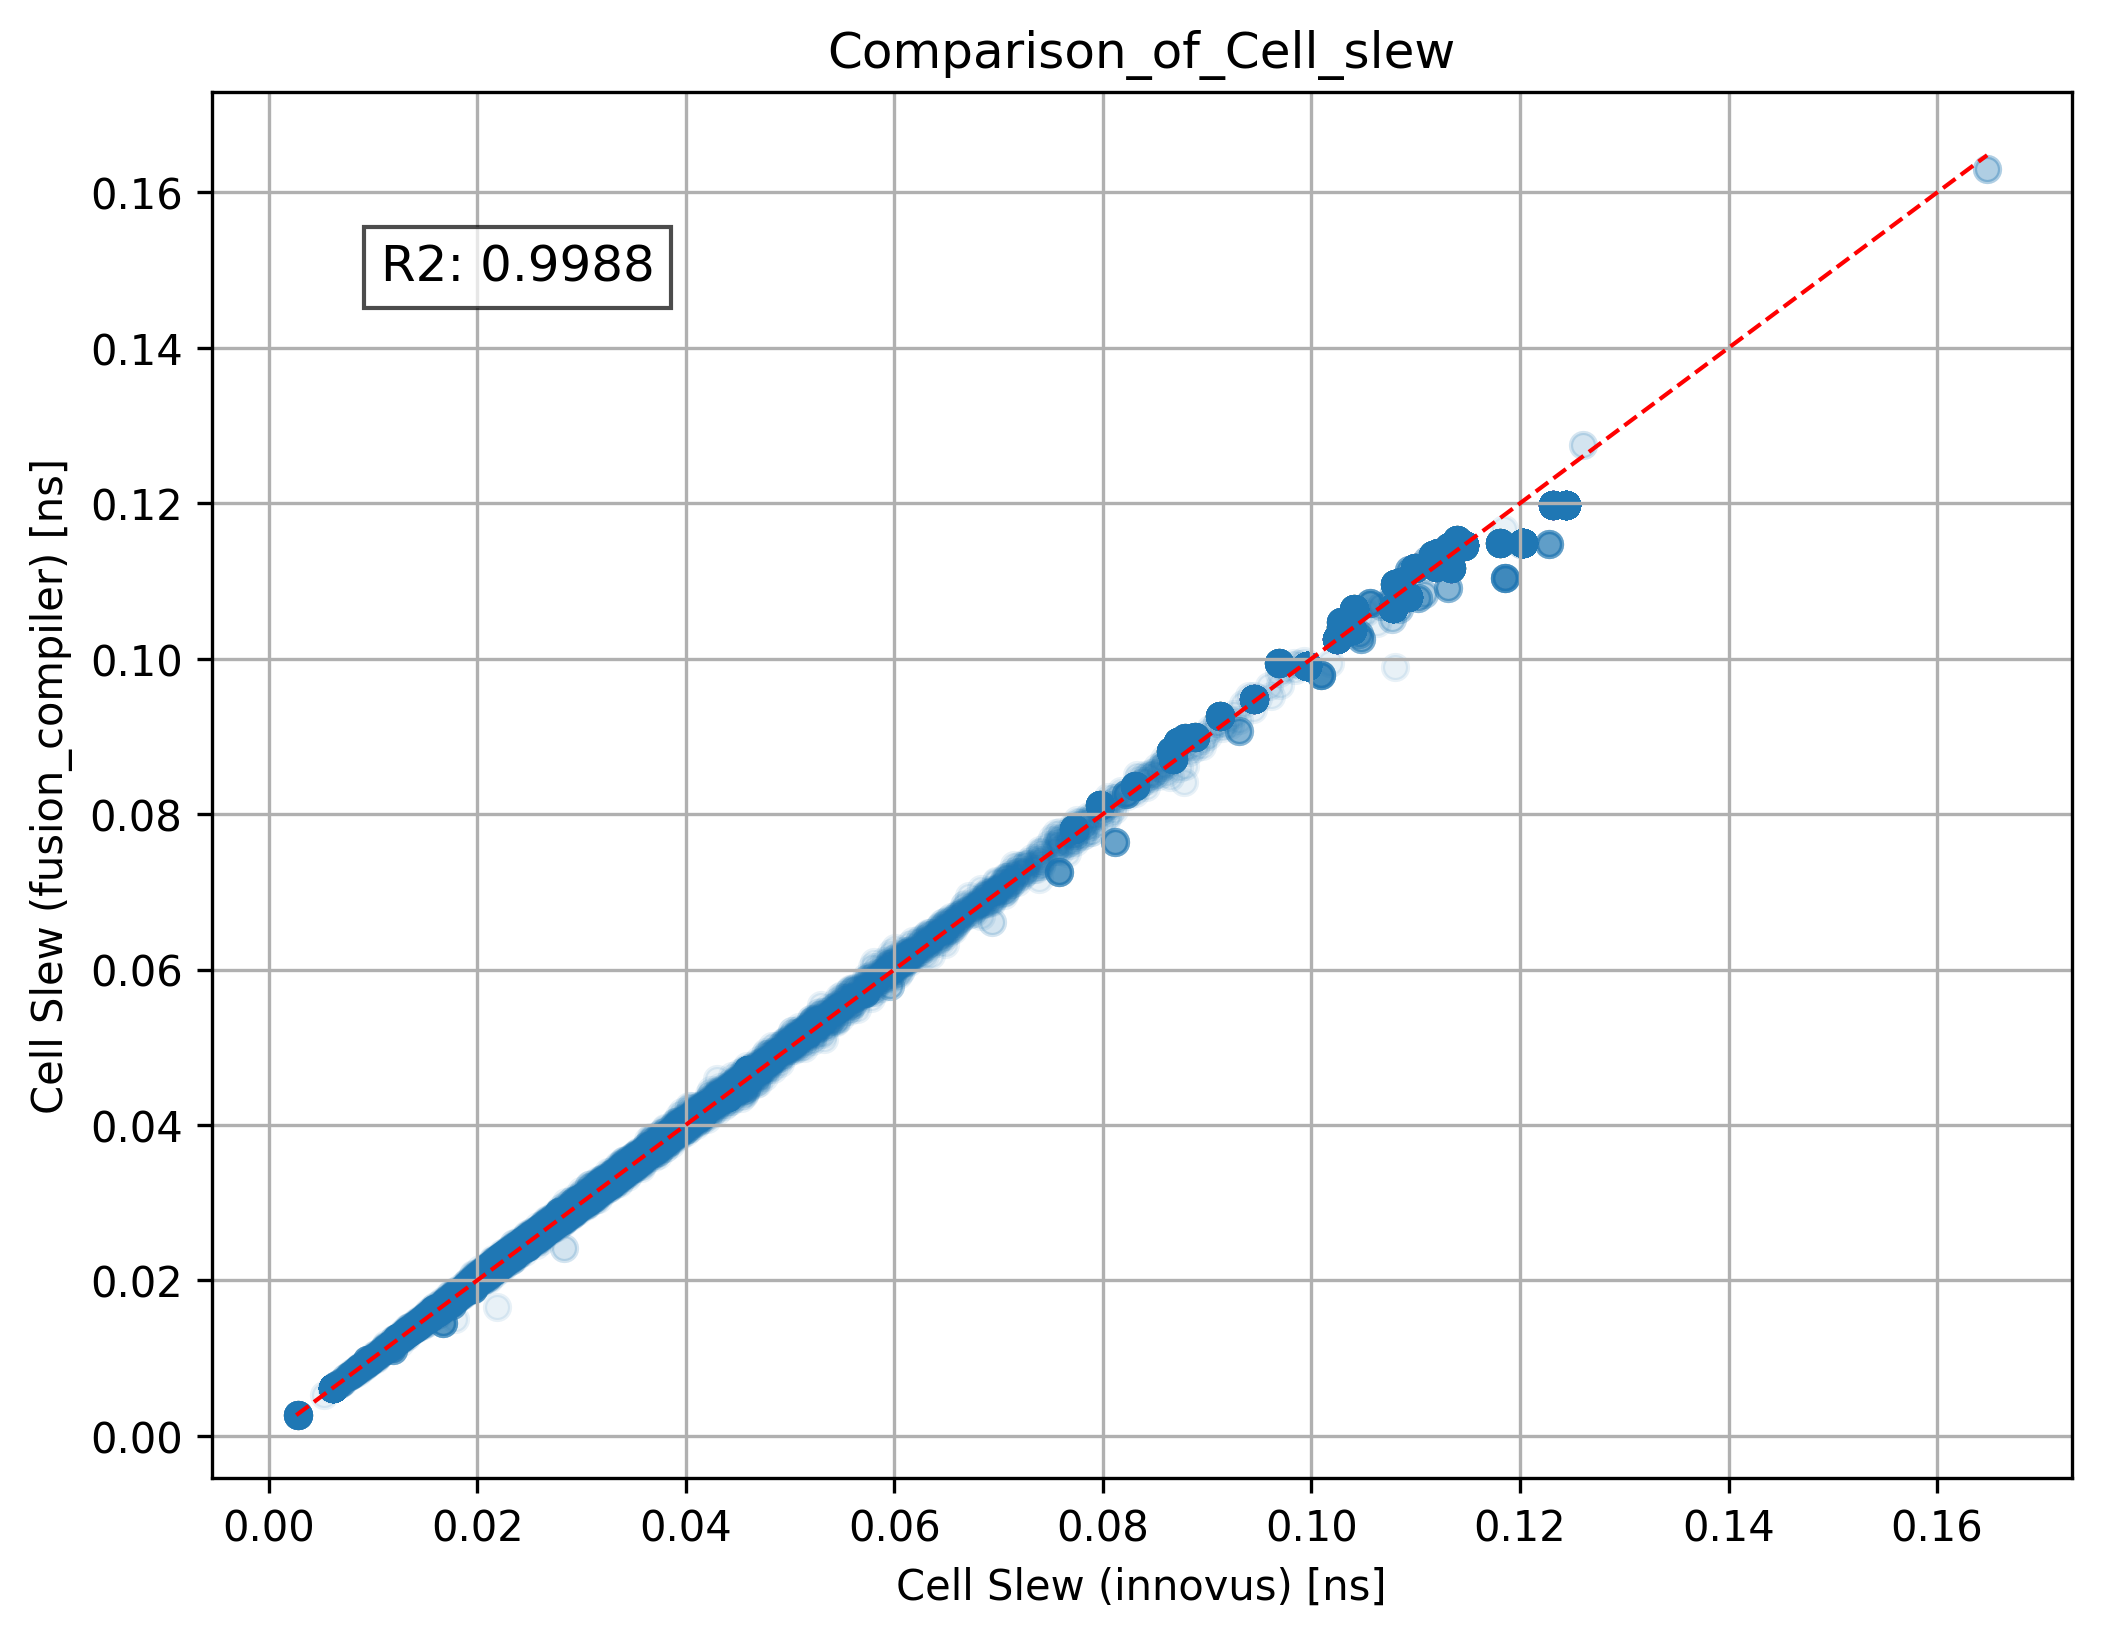 Comparison_of_Cell_slew
R2: 0.9988
Cell Slew (fusion_compiler) [ns]
0.16
0.14
0.12
0.10
0.08
0.06
0.04
0.02
0.00
0.00 0.02 0.04 0.06 0.08 0.10 0.12 0.14 0.16
Cell Slew (innovus) [ns]